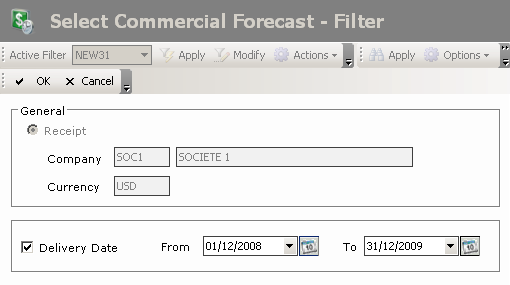 Select Commercial Forecast - Filter
Active Filter NEW31 Apply Modify Actions Apply Options
OK Cancel
General
Receipt
Company SOC1 SOCIETE 1
Currency USD
Delivery Date From 01/12/2008 To 31/12/2009